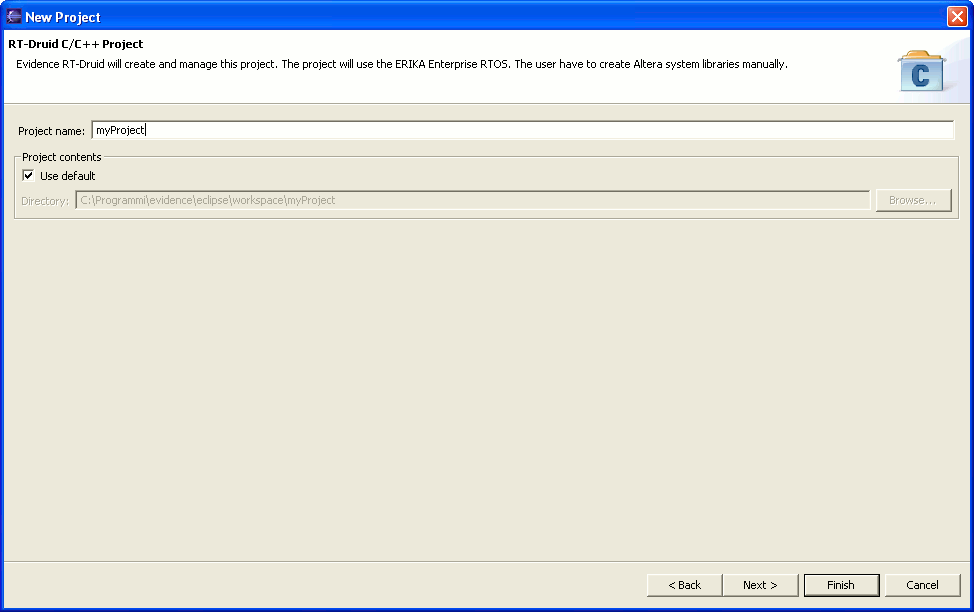 New Project
RT-Druid C/C++ Project
Evidence RT-Druid will create and manage this project. The project will use the ERIKA Enterprise RTOS. The user have to create Altera system libraries manually.
C
Project name: myProject
Project contents
Use default
Directory: C:\Programmi\evidence\eclipse\workspace\myProject Browse...
< Back Next > Finish Cancel